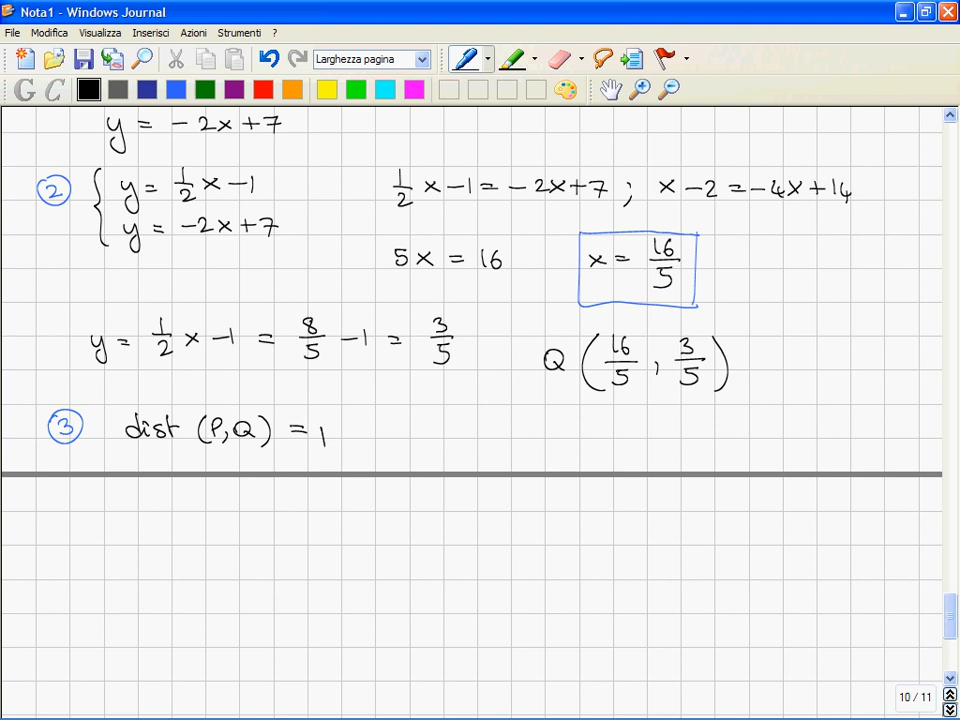 Nota1 - Windows Journal
File Modifica Visualizza Inserisci Azioni Strumenti ?
Larghezza pagina
y = - 2x + 7
2 { y = 1/2 x - 1 1/2 x - 1 = - 2x + 7 ; x - 2 = - 4x + 14
y = - 2x + 7
5x = 16 x = 16/5
y = 1/2 x - 1 = 8/5 - 1 = 3/5 Q ( 16/5 , 3/5 )
3 dist (P, Q) = 1
10 / 11